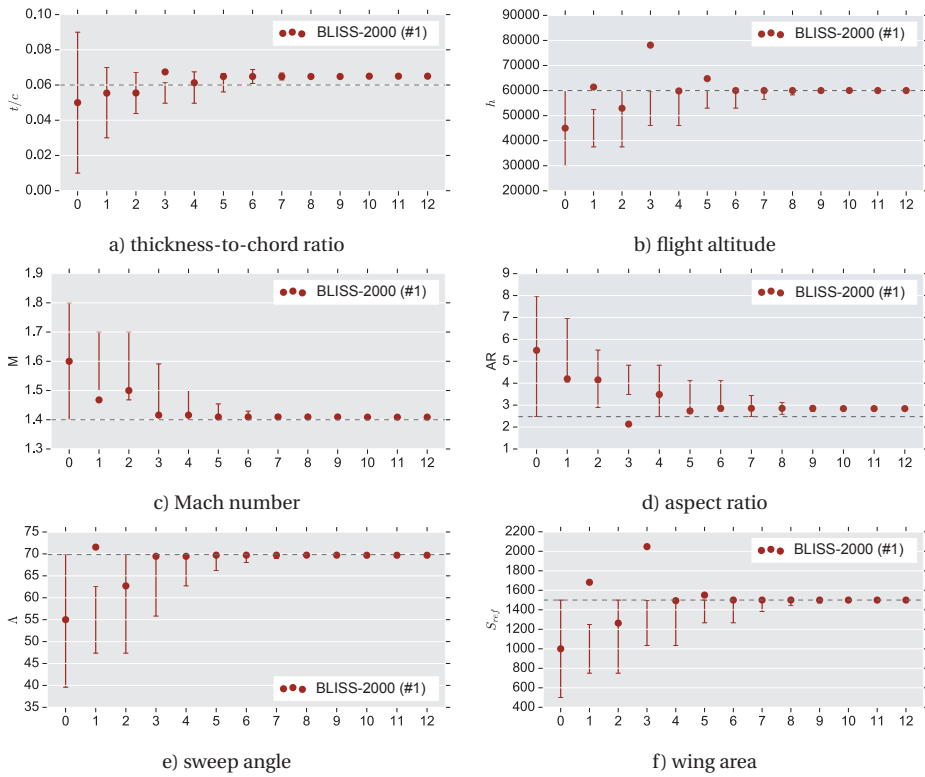 BLISS-2000 (#1)
0.10
0.08
0.06
0.04
0.02
0.00
t/c
0 1 2 3 4 5 6 7 8 9 10 11 12
a) thickness-to-chord ratio
BLISS-2000 (#1)
90000
80000
70000
60000
50000
40000
30000
20000
h
0 1 2 3 4 5 6 7 8 9 10 11 12
b) flight altitude
BLISS-2000 (#1)
1.9
1.8
1.7
1.6
1.5
1.4
1.3
M
0 1 2 3 4 5 6 7 8 9 10 11 12
c) Mach number
BLISS-2000 (#1)
9
8
7
6
5
4
3
2
1
AR
0 1 2 3 4 5 6 7 8 9 10 11 12
d) aspect ratio
75
70
65
60
55
50
45
40
35
Λ
BLISS-2000 (#1)
0 1 2 3 4 5 6 7 8 9 10 11 12
e) sweep angle
BLISS-2000 (#1)
2200
2000
1800
1600
1400
1200
1000
800
600
400
S_ref
0 1 2 3 4 5 6 7 8 9 10 11 12
f) wing area